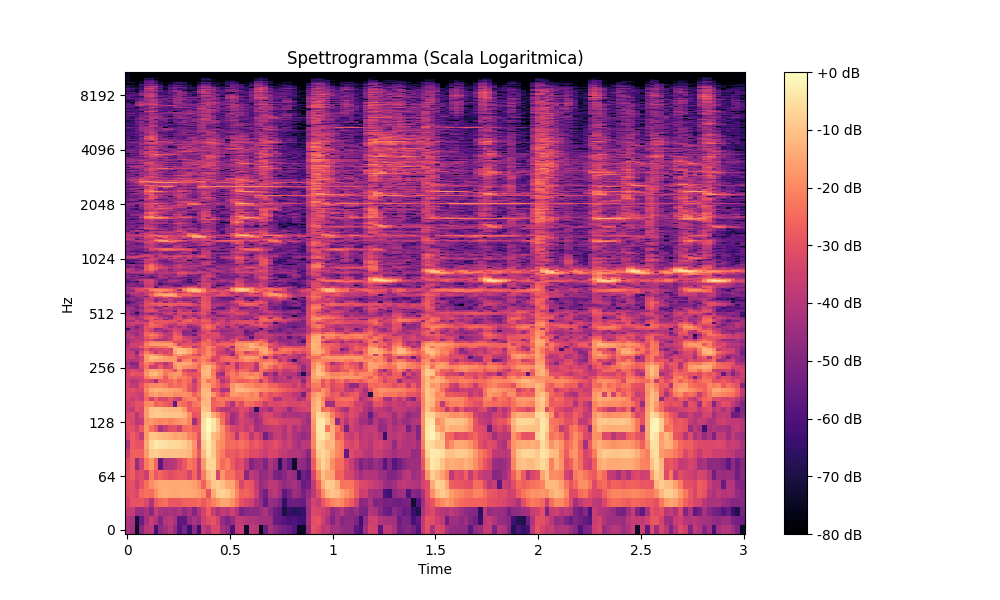 Spettrogramma (Scala Logaritmica)
Hz
8192
4096
2048
1024
512
256
128
64
0
0
0.5
1
1.5
2
2.5
3
Time
+0 dB
-10 dB
-20 dB
-30 dB
-40 dB
-50 dB
-60 dB
-70 dB
-80 dB